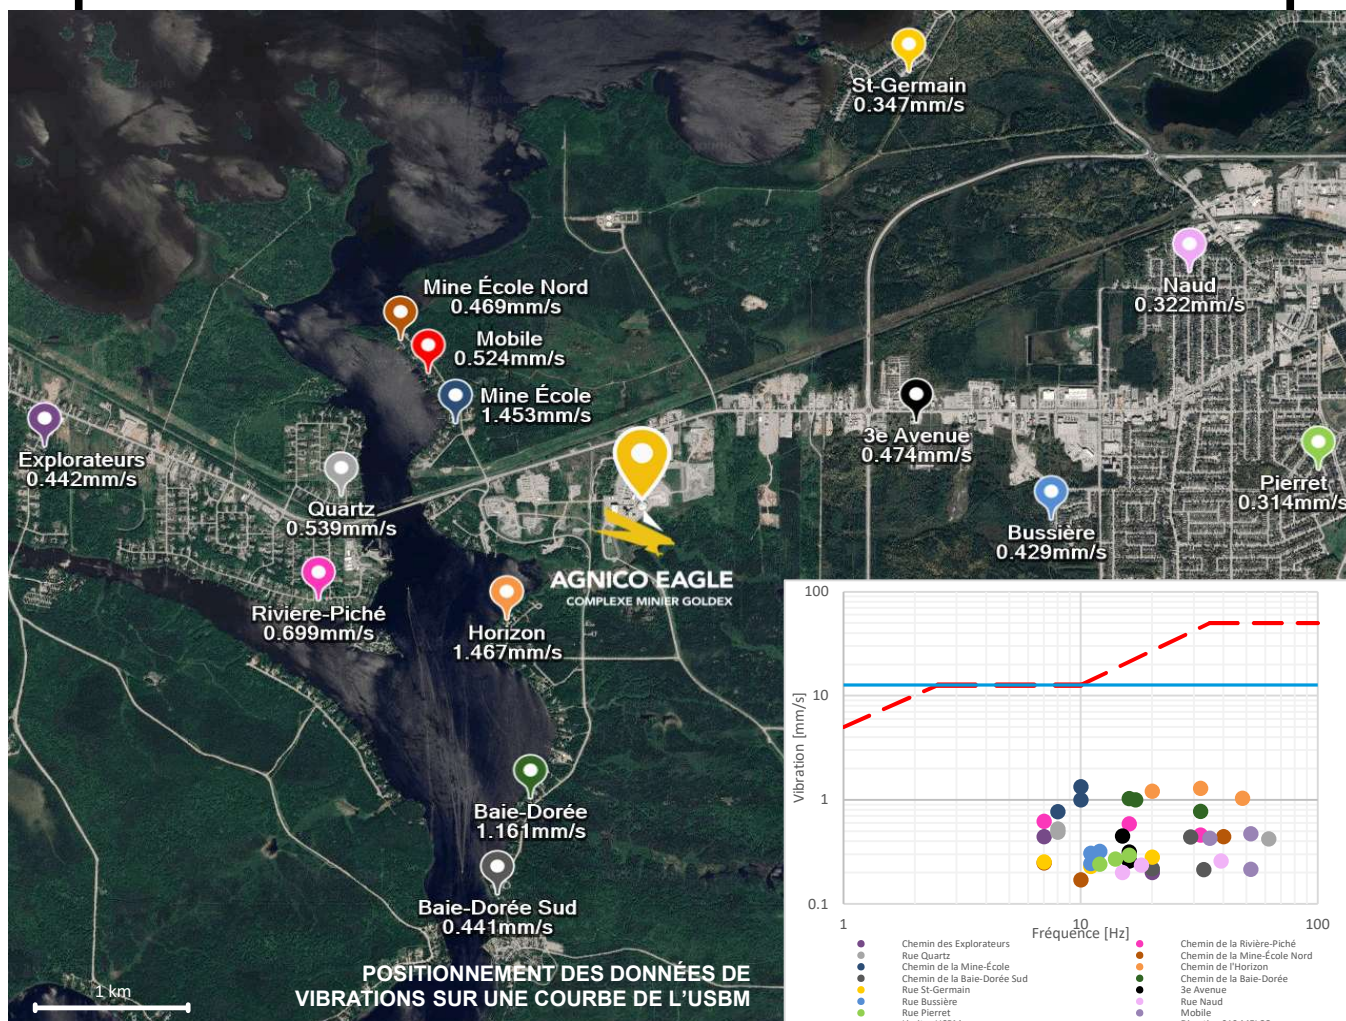 St-Germain
0.347mm/s
Naud
0.322mm/s
Mine École Nord
0.469mm/s
Mobile
0.524mm/s
Mine École
1.453mm/s
Explorateurs
0.442mm/s
3e Avenue
0.474mm/s
Quartz
0.539mm/s
Pierret
0.314mm/s
Bussière
0.429mm/s
AGNICO EAGLE
COMPLEXE MINIER GOLDEX
Rivière-Piché
0.699mm/s
Horizon
1.467mm/s
Baie-Dorée
1.161mm/s
Baie-Dorée Sud
0.441mm/s
POSITIONNEMENT DES DONNÉES DE
VIBRATIONS SUR UNE COURBE DE L'USBM
1 km
100
10
1
0.1
Vibration [mm/s]
1
10
100
Fréquence [Hz]
Chemin des Explorateurs
Chemin de la Rivière-Piché
Rue Quartz
Chemin de la Mine-École Nord
Chemin de la Mine-École
Chemin de l'Horizon
Chemin de la Baie-Dorée Sud
Chemin de la Baie-Dorée
Rue St-Germain
3e Avenue
Rue Bussière
Rue Naud
Rue Pierret
Mobile